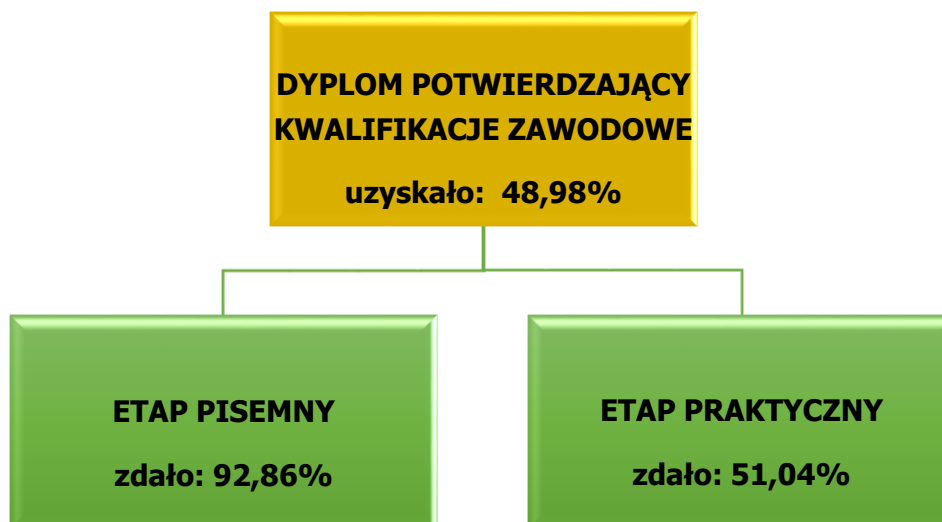 DYPLOM POTWIERDZAJĄCY
KWALIFIKACJE ZAWODOWE
uzyskało: 48,98%
ETAP PISEMNY
zdało: 92,86%
ETAP PRAKTYCZNY
zdało: 51,04%